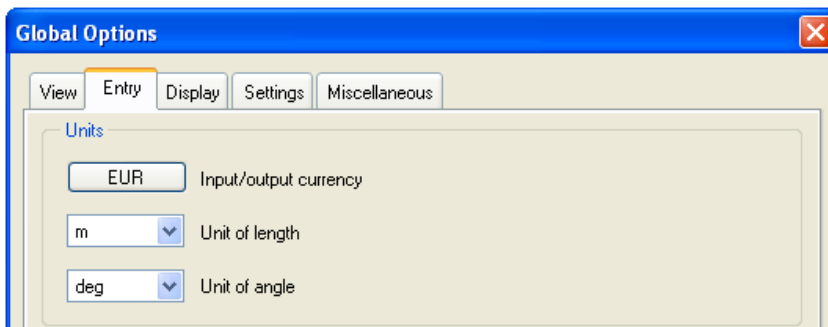 Global Options
View Entry Display Settings Miscellaneous
Units
EUR Input/output currency
m Unit of length
deg Unit of angle